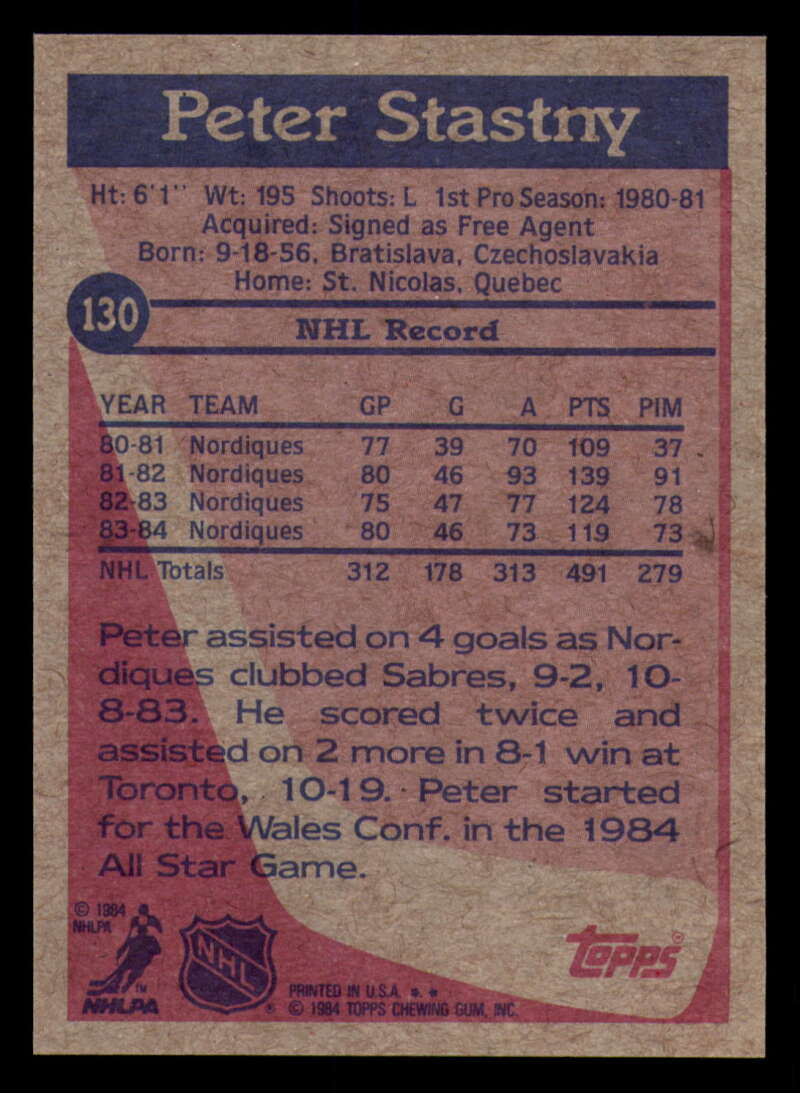 Peter Stastny
Ht: 6'1" Wt: 195 Shoots: L 1st Pro Season: 1980-81
Acquired: Signed as Free Agent
Born: 9-18-56, Bratislava, Czechoslavakia
Home: St. Nicolas, Quebec
130
NHL Record
YEAR TEAM GP G A PTS PIM
80-81 Nordiques 77 39 70 109 37
81-82 Nordiques 80 46 93 139 91
82-83 Nordiques 75 47 77 124 78
83-84 Nordiques 80 46 73 119 73
NHL Totals 312 178 313 491 279
Peter assisted on 4 goals as Nor-
diques clubbed Sabres, 9-2, 10-
8-83. He scored twice and
assisted on 2 more in 8-1 win at
Toronto, 10-19. Peter started
for the Wales Conf. in the 1984
All Star Game.
© 1984
NHLPA
™
NHLPA
NHL
®
topps®
PRINTED IN U.S.A. * *
© 1984 TOPPS CHEWING GUM, INC.